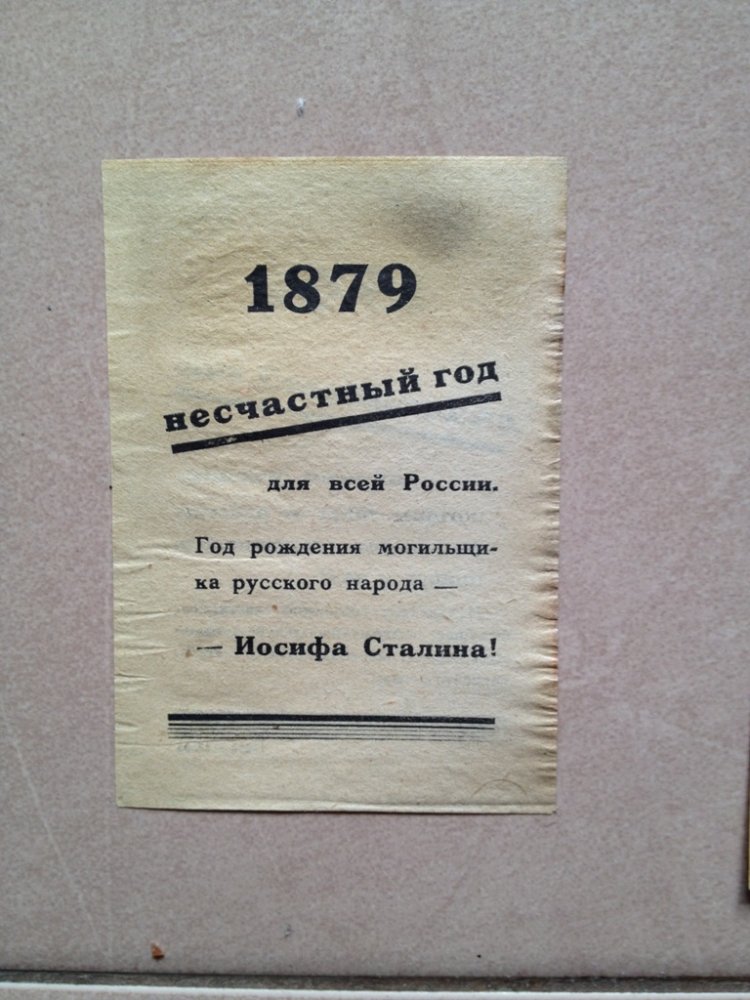 1879
несчастный год
для всей России.
Год рождения могильщи-
ка русского народа —
— Иосифа Сталина!